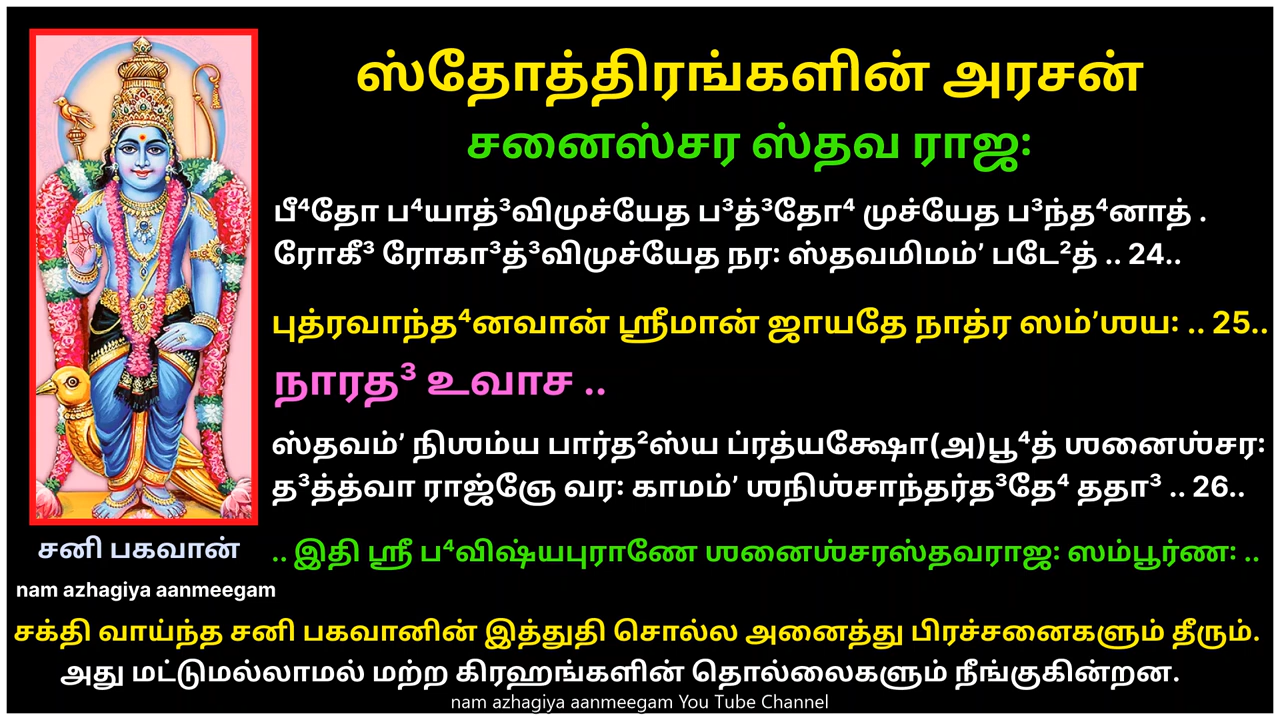 ஸ்தோத்திரங்களின் அரசன்
சனைஸ்சர ஸ்தவ ராஜ:
பீ⁴தோ ப⁴யாத்³விமுச்யேத ப³த்³தோ⁴ முச்யேத ப³ந்த⁴னாத் .
ரோகீ³ ரோகா³த்³விமுச்யேத நர: ஸ்தவமிமம்ʼ படே²த் .. 24..
புத்ரவாந்த⁴னவான் ஶ்ரீமான் ஜாயதே நாத்ர ஸம்ʼஶய: .. 25..
நாரத³ உவாச ..
ஸ்தவம்ʼ நிஶம்ய பார்த²ஸ்ய ப்ரத்யக்ஷோ(அ)பூ⁴த் ஶனைஶ்சர:
த³த்த்வா ராஜ்ஞே வர: காமம்ʼ ஶநிஶ்சாந்தர்த³தே⁴ ததா³ .. 26..
.. இதி ஶ்ரீ ப⁴விஷ்யபுராணே ஶனைஶ்சரஸ்தவராஜ: ஸம்பூர்ண: ..
சனி பகவான்
nam azhagiya aanmeegam
சக்தி வாய்ந்த சனி பகவானின் இத்துதி சொல்ல அனைத்து பிரச்சனைகளும் தீரும்.
அது மட்டுமல்லாமல் மற்ற கிரஹங்களின் தொல்லைகளும் நீங்குகின்றன.
nam azhagiya aanmeegam You Tube Channel